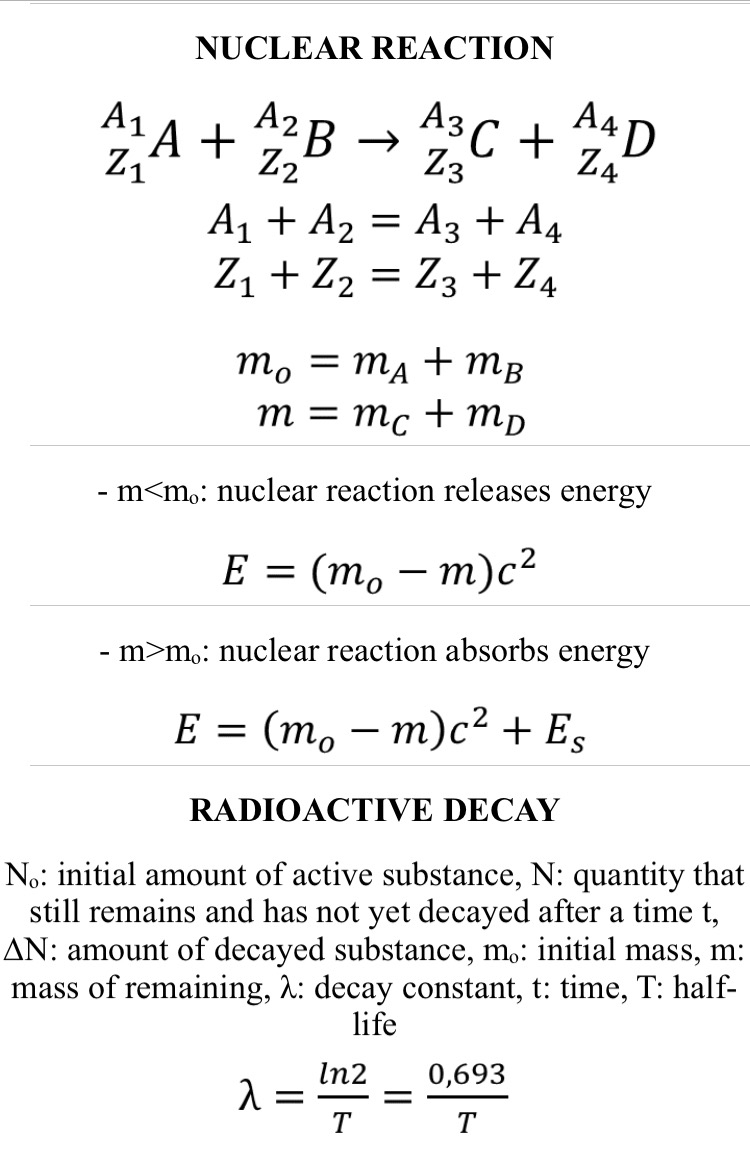 NUCLEAR REACTION
$^{A_1}_{Z_1}A + ^{A_2}_{Z_2}B \rightarrow ^{A_3}_{Z_3}C + ^{A_4}_{Z_4}D$
$A_1 + A_2 = A_3 + A_4$
$Z_1 + Z_2 = Z_3 + Z_4$
$m_o = m_A + m_B$
$m = m_C + m_D$
- m<mₒ: nuclear reaction releases energy
$E = (m_o - m)c^2$
- m>mₒ: nuclear reaction absorbs energy
$E = (m_o - m)c^2 + E_s$
RADIOACTIVE DECAY
Nₒ: initial amount of active substance, N: quantity that
still remains and has not yet decayed after a time t,
ΔN: amount of decayed substance, mₒ: initial mass, m:
mass of remaining, λ: decay constant, t: time, T: half-
life
$\lambda = \frac{ln2}{T} = \frac{0,693}{T}$